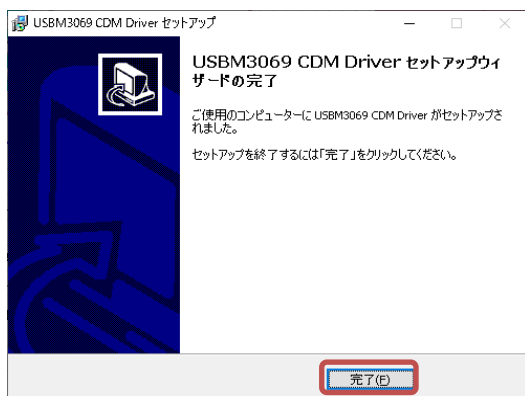 USBM3069 CDM Driver セットアップ
USBM3069 CDM Driver セットアップウィ
ザードの完了
ご使用のコンピューターに USBM3069 CDM Driver がセットアップさ
れました。
セットアップを終了するには「完了」をクリックしてください。
完了(F)